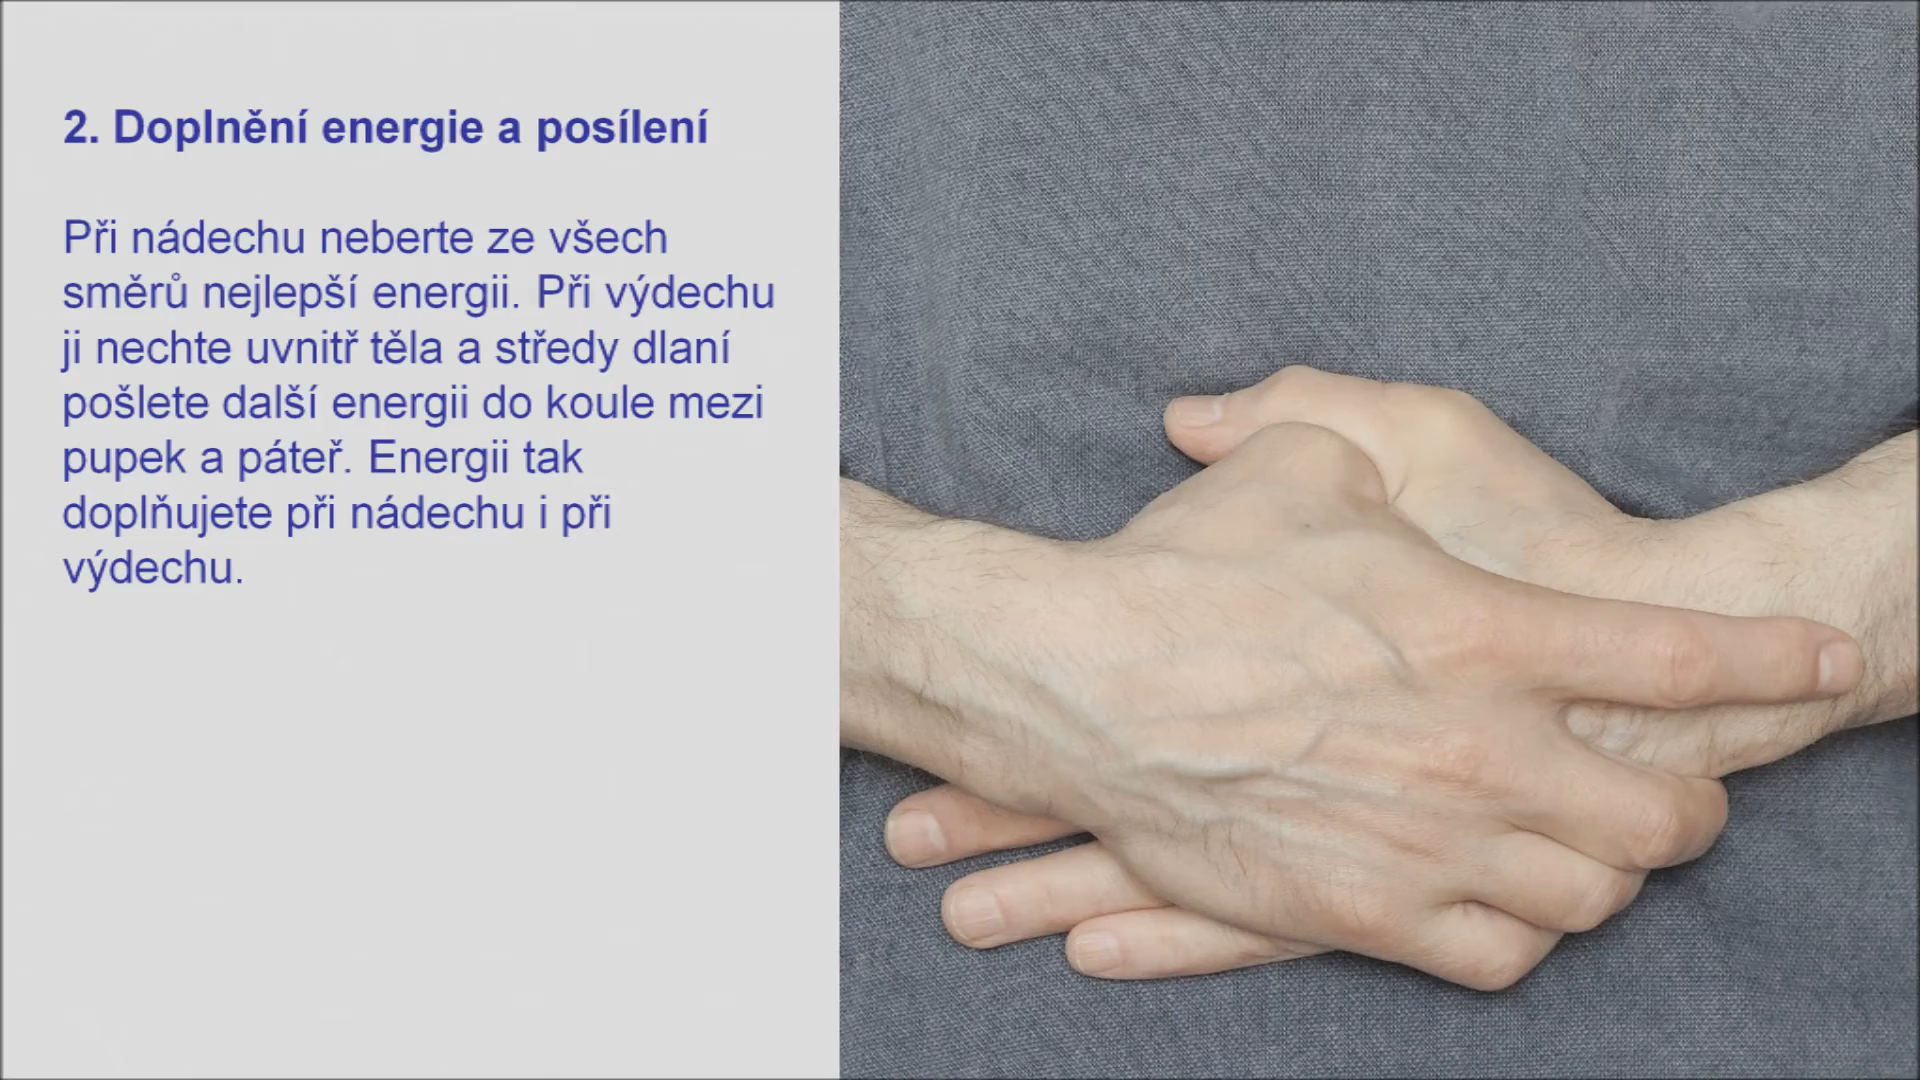 2. Doplnění energie a posílení
Při nádechu neberte ze všech
směrů nejlepší energii. Při výdechu
ji nechte uvnitř těla a středy dlaní
pošlete další energii do koule mezi
pupek a páteř. Energii tak
doplňujete při nádechu i při
výdechu.